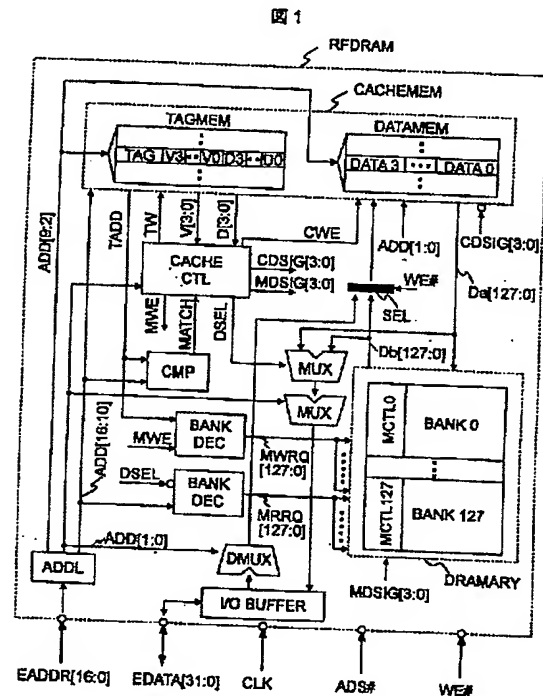 図 1
RFDRAM
CACHEMEM
TAGMEM
DATAMEM
TAG V3 V0 D3 D0
DATA 3 DATA 0
ADD[9:2]
TADD
TW
V[3:0]
D[3:0]
CWE
ADD[1:0]
CDSIG[3:0]
CACHE
CTL
CDSIG[3:0]
MDSIG[3:0]
WE#
SEL
Da[127:0]
MWE
MATCH
DSEL
MUX
Db[127:0]
CMP
MUX
ADD[16:10]
MWE
BANK
DEC
MWRQ
[127:0]
DSEL
BANK
DEC
MRRQ
[127:0]
MCTL0
BANK 0
MCTL127
BANK 127
ADD[1:0]
DMUX
DRAMARY
ADDL
I/O BUFFER
MDSIG[3:0]
EADDR[16:0]
EDATA[31:0]
CLK
ADS#
WE#